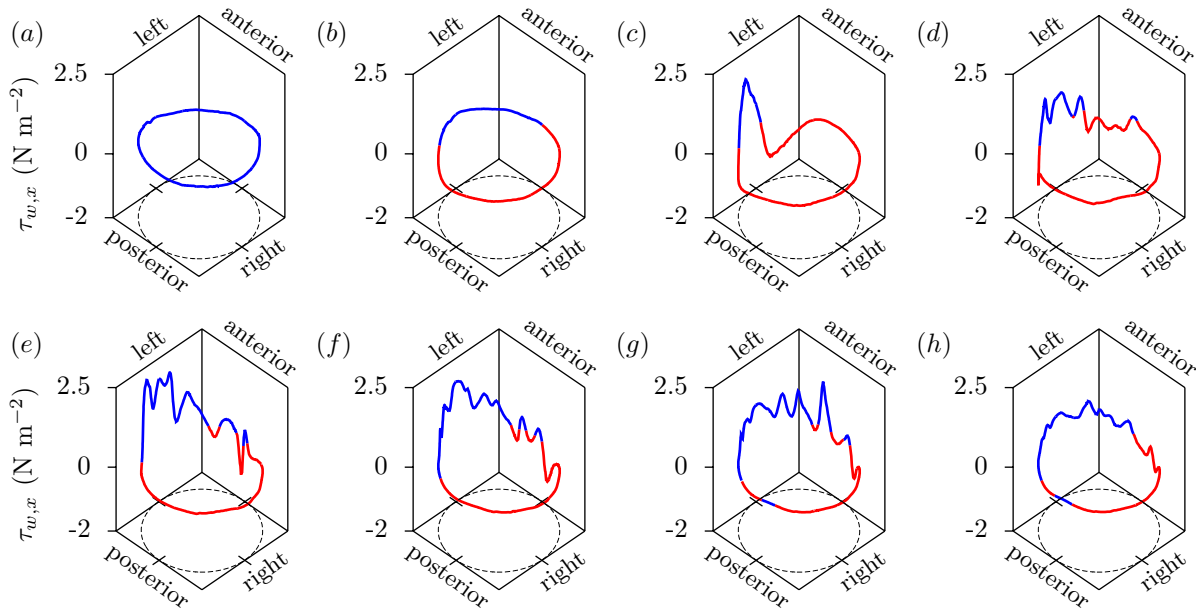 (a) left anterior (b) left anterior (c) left anterior (d) left anterior
2.5 2.5 2.5 2.5
0 0 0 0
-2 -2 -2 -2
τw,x (N m−2)
posterior right posterior right posterior right posterior right
(e) left anterior (f) left anterior (g) left anterior (h) left anterior
2.5 2.5 2.5 2.5
0 0 0 0
-2 -2 -2 -2
τw,x (N m−2)
posterior right posterior right posterior right posterior right